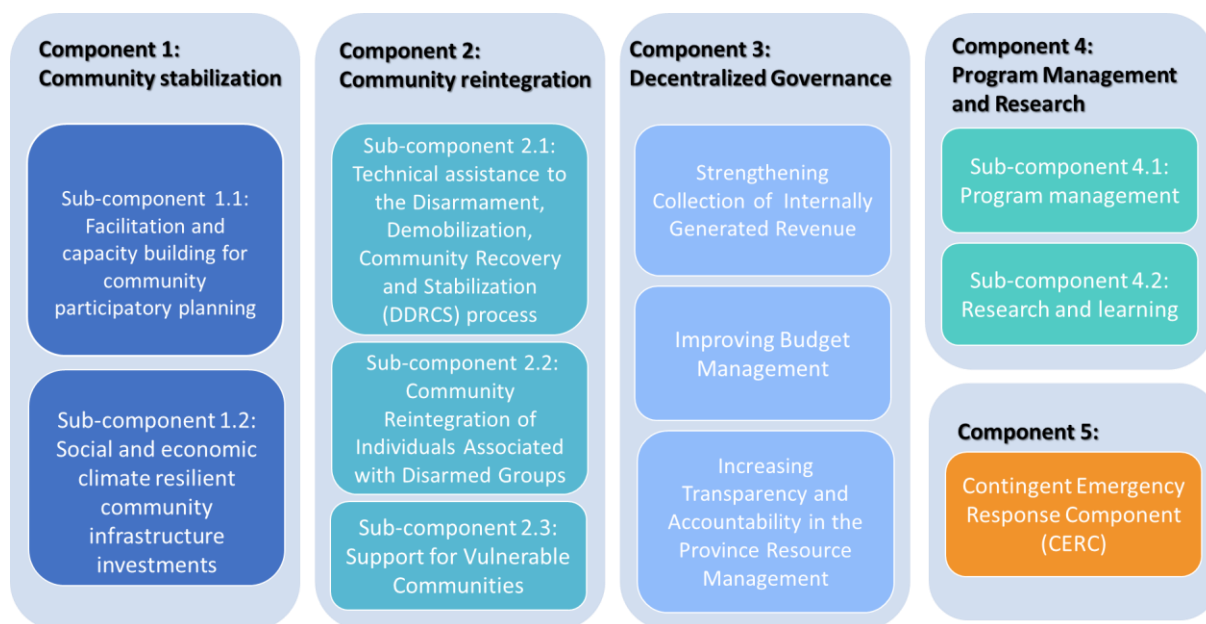 Component 1:
Community stabilization
Sub-component 1.1:
Facilitation and
capacity building for
community
participatory planning
Sub-component 1.2:
Social and economic
climate resilient
community
infrastructure
investments
Component 2:
Community reintegration
Sub-component 2.1:
Technical assistance to
the Disarmament,
Demobilization,
Community Recovery
and Stabilization
(DDRCS) process
Sub-component 2.2:
Community
Reintegration of
Individuals Associated
with Disarmed Groups
Sub-component 2.3:
Support for Vulnerable
Communities
Component 3:
Decentralized Governance
Strengthening
Collection of Internally
Generated Revenue
Improving Budget
Management
Increasing
Transparency and
Accountability in the
Province Resource
Management
Component 4:
Program Management
and Research
Sub-component 4.1:
Program management
Sub-component 4.2:
Research and learning
Component 5:
Contingent Emergency
Response Component
(CERC)